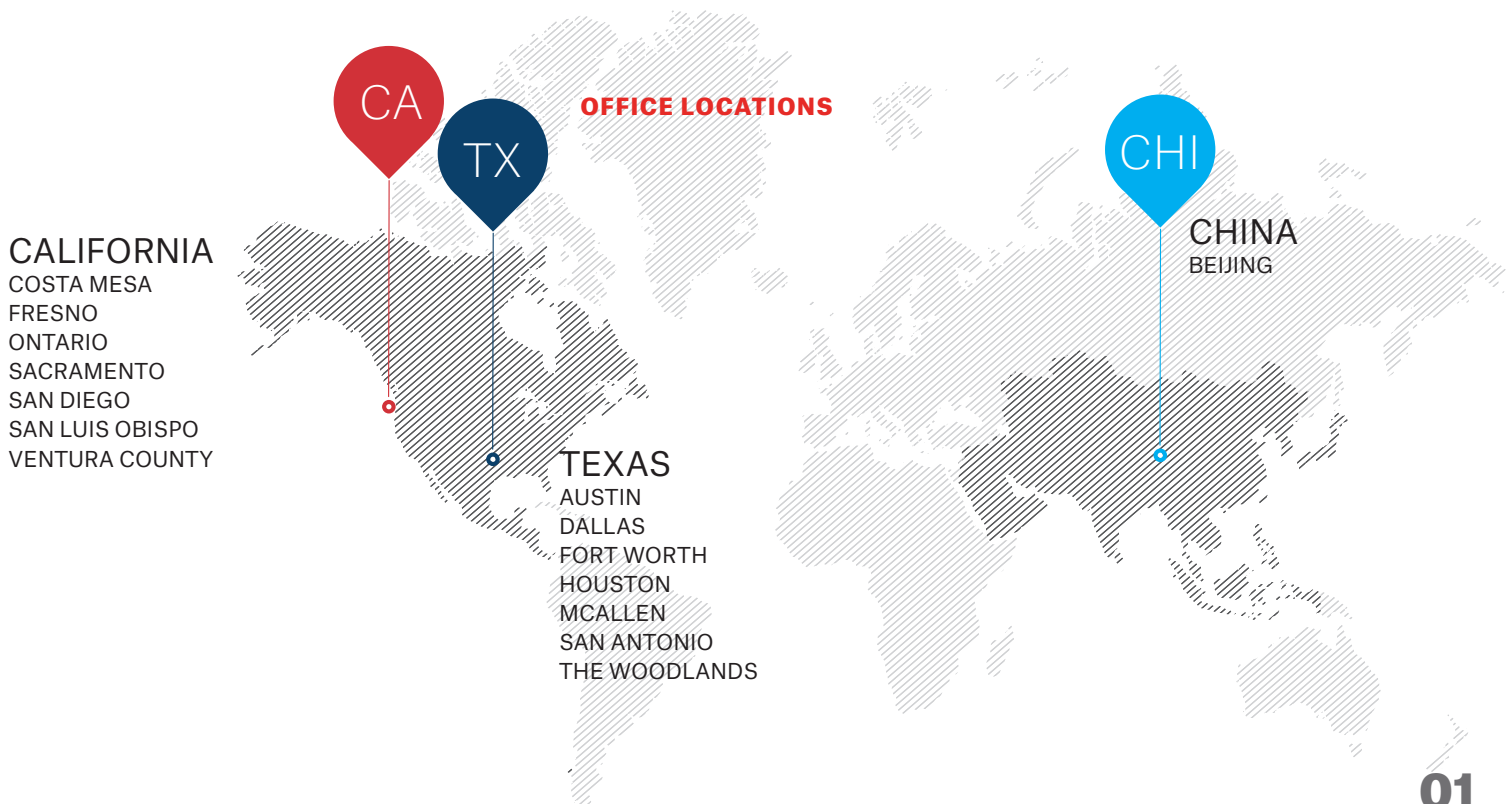 CA
TX
OFFICE LOCATIONS
CHI
CALIFORNIA
COSTA MESA
FRESNO
ONTARIO
SACRAMENTO
SAN DIEGO
SAN LUIS OBISPO
VENTURA COUNTY
CHINA
BEIJING
TEXAS
AUSTIN
DALLAS
FORT WORTH
HOUSTON
MCALLEN
SAN ANTONIO
THE WOODLANDS
01